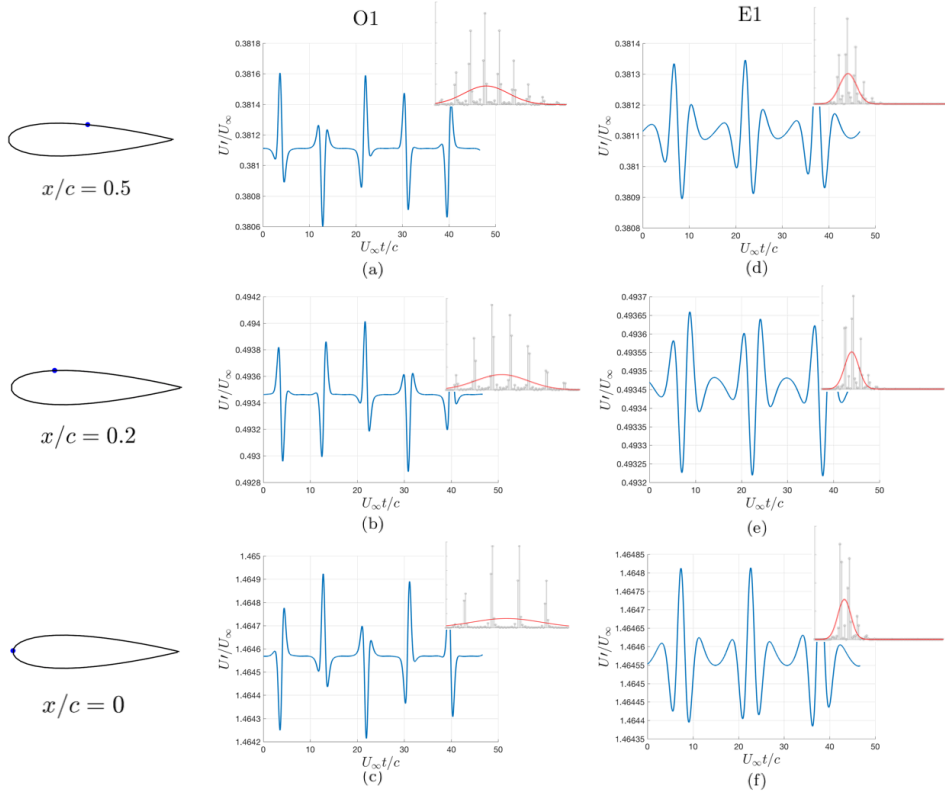 O1
E1
0.3818
0.3816
0.3814
0.3812
0.381
0.3808
0.3806
0 10 20 30 40 50
U∞t/c
U′/U∞
(a)
0.3814
0.3813
0.3812
0.3811
0.381
0.3809
0.3808
0 10 20 30 40 50
U∞t/c
U′/U∞
(d)
x/c = 0.5
0.4942
0.494
0.4938
0.4936
0.4934
0.4932
0.493
0.4928
0 10 20 30 40 50
U∞t/c
U′/U∞
(b)
0.4937
0.49365
0.4936
0.49355
0.4935
0.49345
0.4934
0.49335
0.4933
0.49325
0.4932
0 10 20 30 40 50
U∞t/c
U′/U∞
(e)
x/c = 0.2
1.465
1.4649
1.4648
1.4647
1.4646
1.4645
1.4644
1.4643
1.4642
0 10 20 30 40 50
U∞t/c
U′/U∞
(c)
1.46485
1.4648
1.46475
1.4647
1.46465
1.4646
1.46455
1.4645
1.46445
1.4644
1.46435
0 10 20 30 40 50
U∞t/c
U′/U∞
(f)
x/c = 0